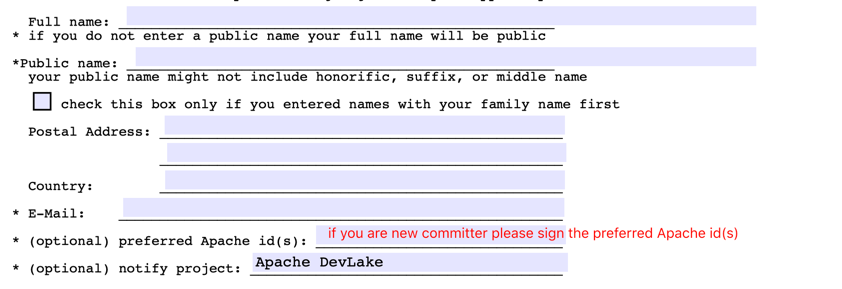 Full name:
* if you do not enter a public name your full name will be public
*Public name:
your public name might not include honorific, suffix, or middle name
check this box only if you entered names with your family name first
Postal Address:
Country:
* E-Mail:
* (optional) preferred Apache id(s): if you are new committer please sign the preferred Apache id(s)
* (optional) notify project: Apache DevLake